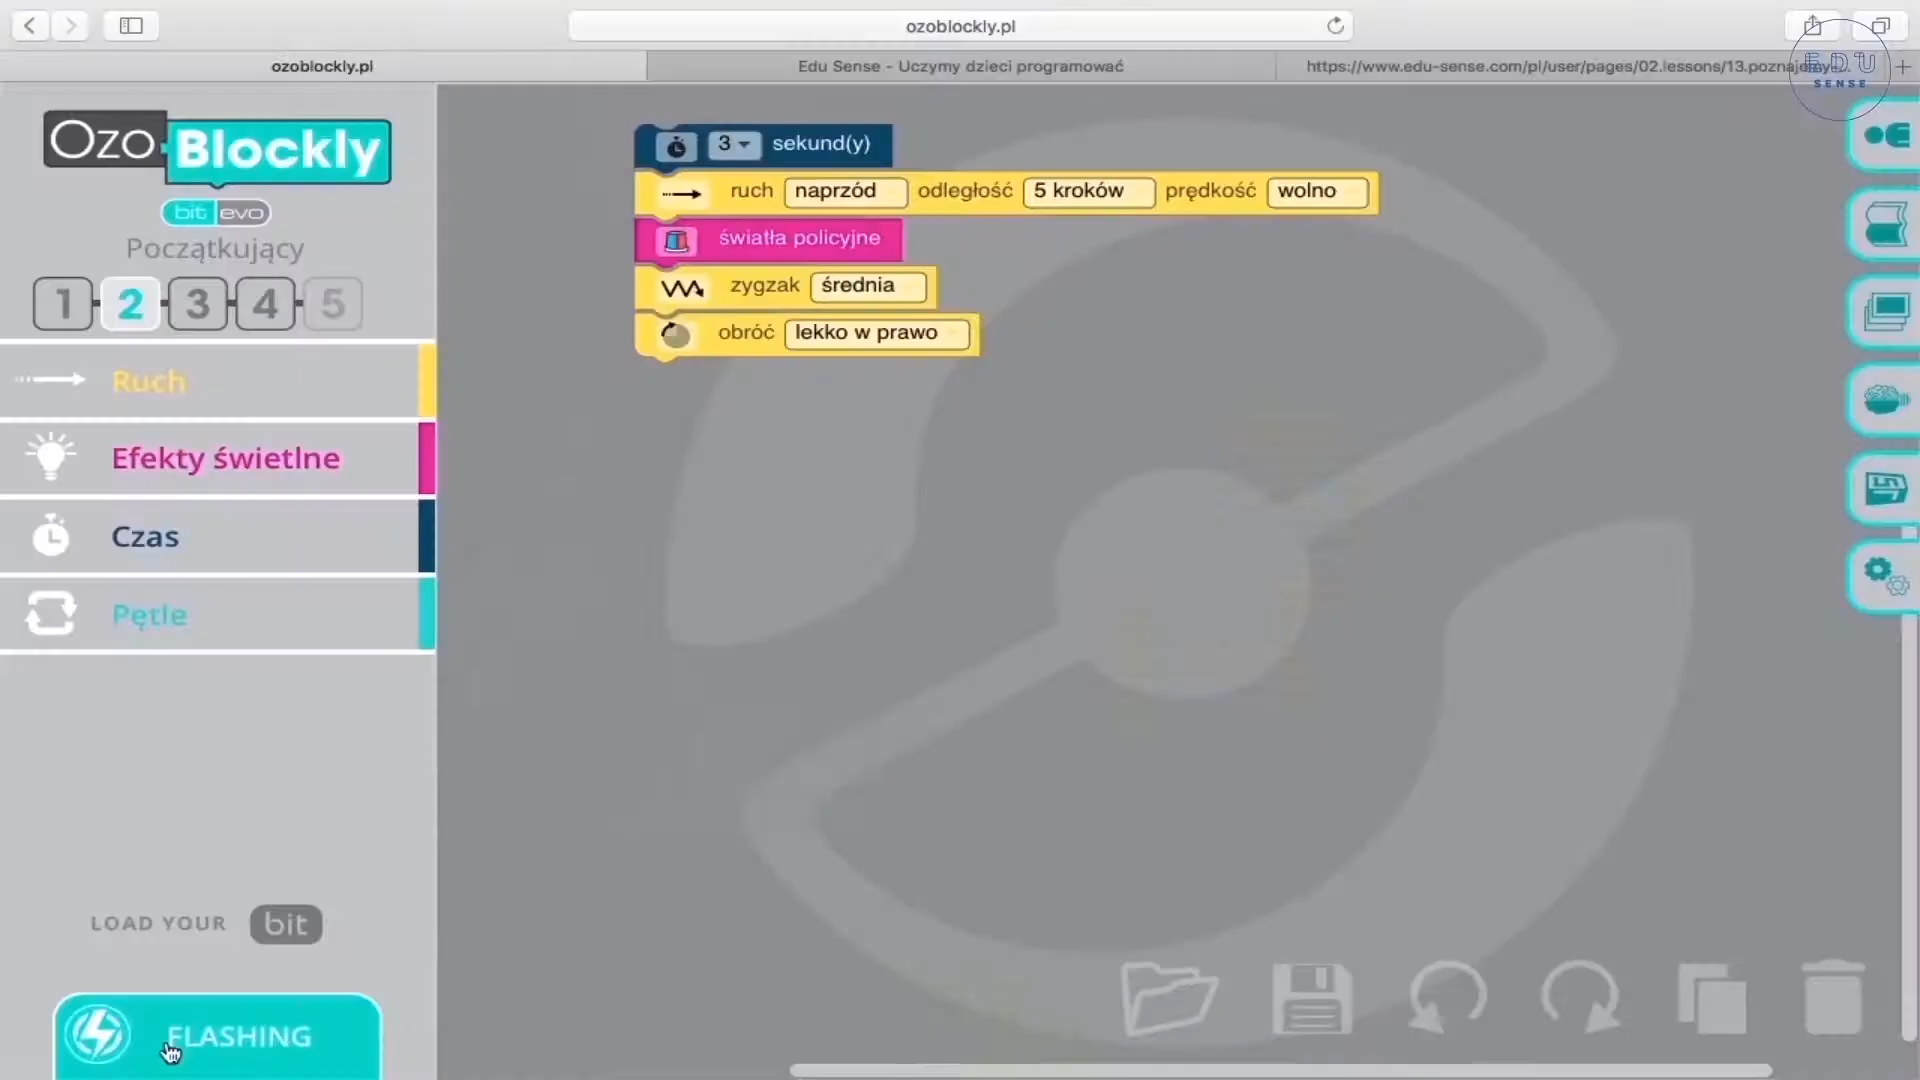 ozoblockly.pl
ozoblockly.pl
Edu Sense - Uczymy dzieci programować
https://www.edu-sense.com/pl/user/pages/02.lessons/13.poznajemy-...
EDU
SENSE
Ozo
Blockly
bit evo
Początkujący
1 2 3 4 5
Ruch
Efekty świetlne
Czas
Pętle
LOAD YOUR bit
FLASHING
3 sekund(y)
ruch naprzód odległość 5 kroków prędkość wolno
światła policyjne
zygzak średnia
obróć lekko w prawo